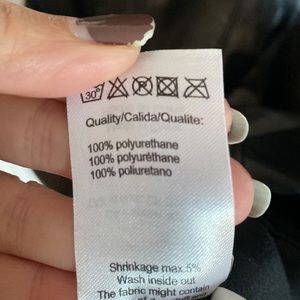 30°
Quality/Calida/Qualite:
100% polyurethane
100% polyuréthane
100% poliuretano
Shrinkage max.5%
Wash inside out
The fabric might contain